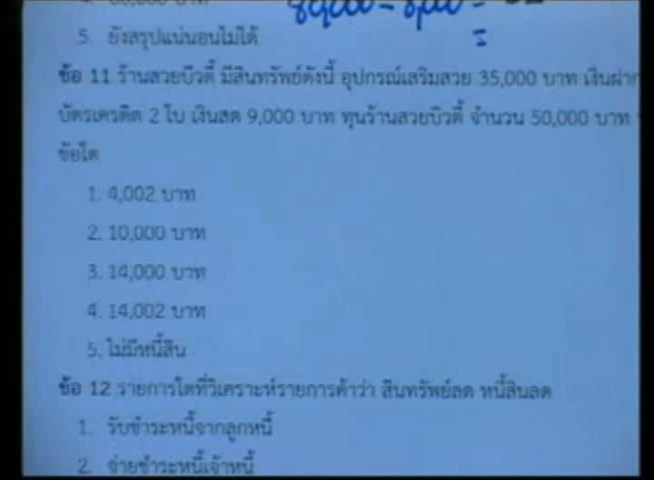 5. ยังสรุปแน่นอนไม่ได้
ข้อ 11 ร้านสวยบิวตี้ มีสินทรัพย์ดังนี้ อุปกรณ์เสริมสวย 35,000 บาท เงินฝาก
บัตรเครดิต 2 ใบ เงินสด 9,000 บาท ทุนร้านสวยบิวตี้ จำนวน 50,000 บาท
ข้อใด
1. 4,002 บาท
2. 10,000 บาท
3. 14,000 บาท
4. 14,002 บาท
5. ไม่มีหนี้สิน
ข้อ 12 รายการใดที่วิเคราะห์รายการค้าว่า สินทรัพย์ลด หนี้สินลด
1. รับชำระหนี้จากลูกหนี้
2. จ่ายชำระหนี้เจ้าหนี้